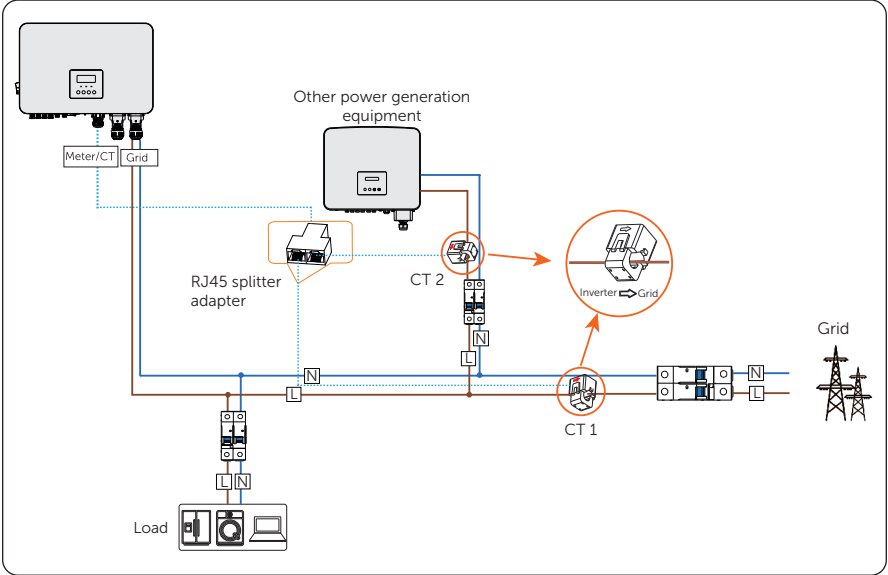 Other power generation
equipment
Meter/CT
Grid
RJ45 splitter
adapter
CT 2
Inverter
Grid
Grid
N
L
N
L
N
L
CT 1
L
N
Load